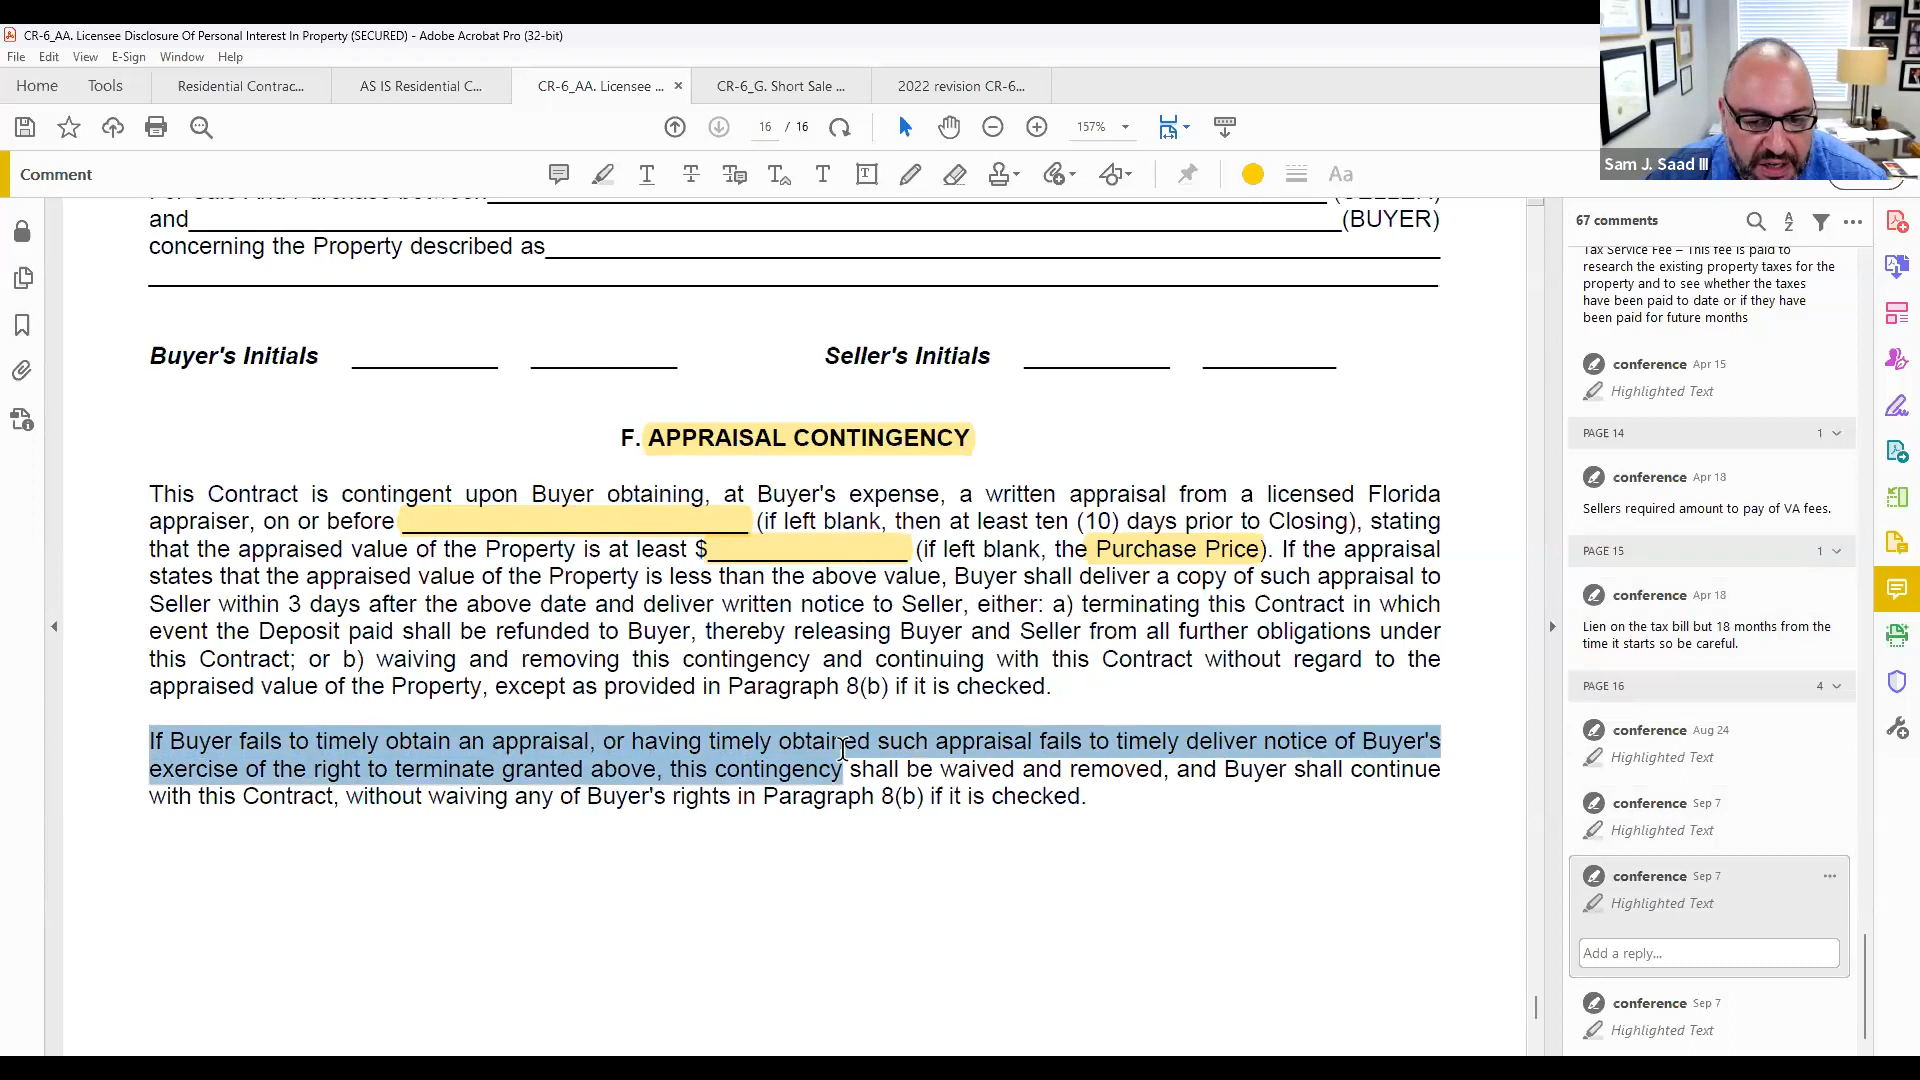 CR-6_AA. Licensee Disclosure Of Personal Interest In Property (SECURED) - Adobe Acrobat Pro (32-bit)
File Edit View E-Sign Window Help
Home Tools Residential Contrac... AS IS Residential C... CR-6_AA. Licensee ... × CR-6_G. Short Sale ... 2022 revision CR-6...
16 / 16 157%
Comment
Aa
Sam J. Saad III
and (BUYER)
concerning the Property described as
Buyer's Initials Seller's Initials
F. APPRAISAL CONTINGENCY
This Contract is contingent upon Buyer obtaining, at Buyer's expense, a written appraisal from a licensed Florida
appraiser, on or before (if left blank, then at least ten (10) days prior to Closing), stating
that the appraised value of the Property is at least $ (if left blank, the Purchase Price). If the appraisal
states that the appraised value of the Property is less than the above value, Buyer shall deliver a copy of such appraisal to
Seller within 3 days after the above date and deliver written notice to Seller, either: a) terminating this Contract in which
event the Deposit paid shall be refunded to Buyer, thereby releasing Buyer and Seller from all further obligations under
this Contract; or b) waiving and removing this contingency and continuing with this Contract without regard to the
appraised value of the Property, except as provided in Paragraph 8(b) if it is checked.
If Buyer fails to timely obtain an appraisal, or having timely obtained such appraisal fails to timely deliver notice of Buyer's
exercise of the right to terminate granted above, this contingency shall be waived and removed, and Buyer shall continue
with this Contract, without waiving any of Buyer's rights in Paragraph 8(b) if it is checked.
67 comments
Tax Service Fee – This fee is paid to
research the existing property taxes for the
property and to see whether the taxes
have been paid to date or if they have
been paid for future months
conference Apr 15
Highlighted Text
PAGE 14 1
conference Apr 18
Sellers required amount to pay of VA fees.
PAGE 15 1
conference Apr 18
Lien on the tax bill but 18 months from the
time it starts so be careful.
PAGE 16 4
conference Aug 24
Highlighted Text
conference Sep 7
Highlighted Text
conference Sep 7
Highlighted Text
Add a reply...
conference Sep 7
Highlighted Text